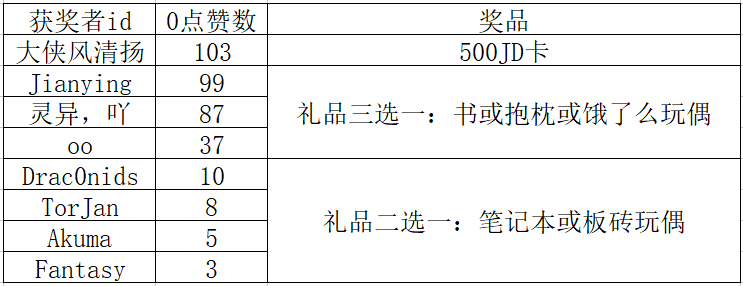 获奖者id 0点赞数 奖品
大侠风清扬 103 500JD卡
Jianying 99
灵异，吖 87
oo 37
礼品三选一：书或抱枕或饿了么玩偶
Drac0nids 10
TorJan 8
Akuma 5
Fantasy 3
礼品二选一：笔记本或板砖玩偶